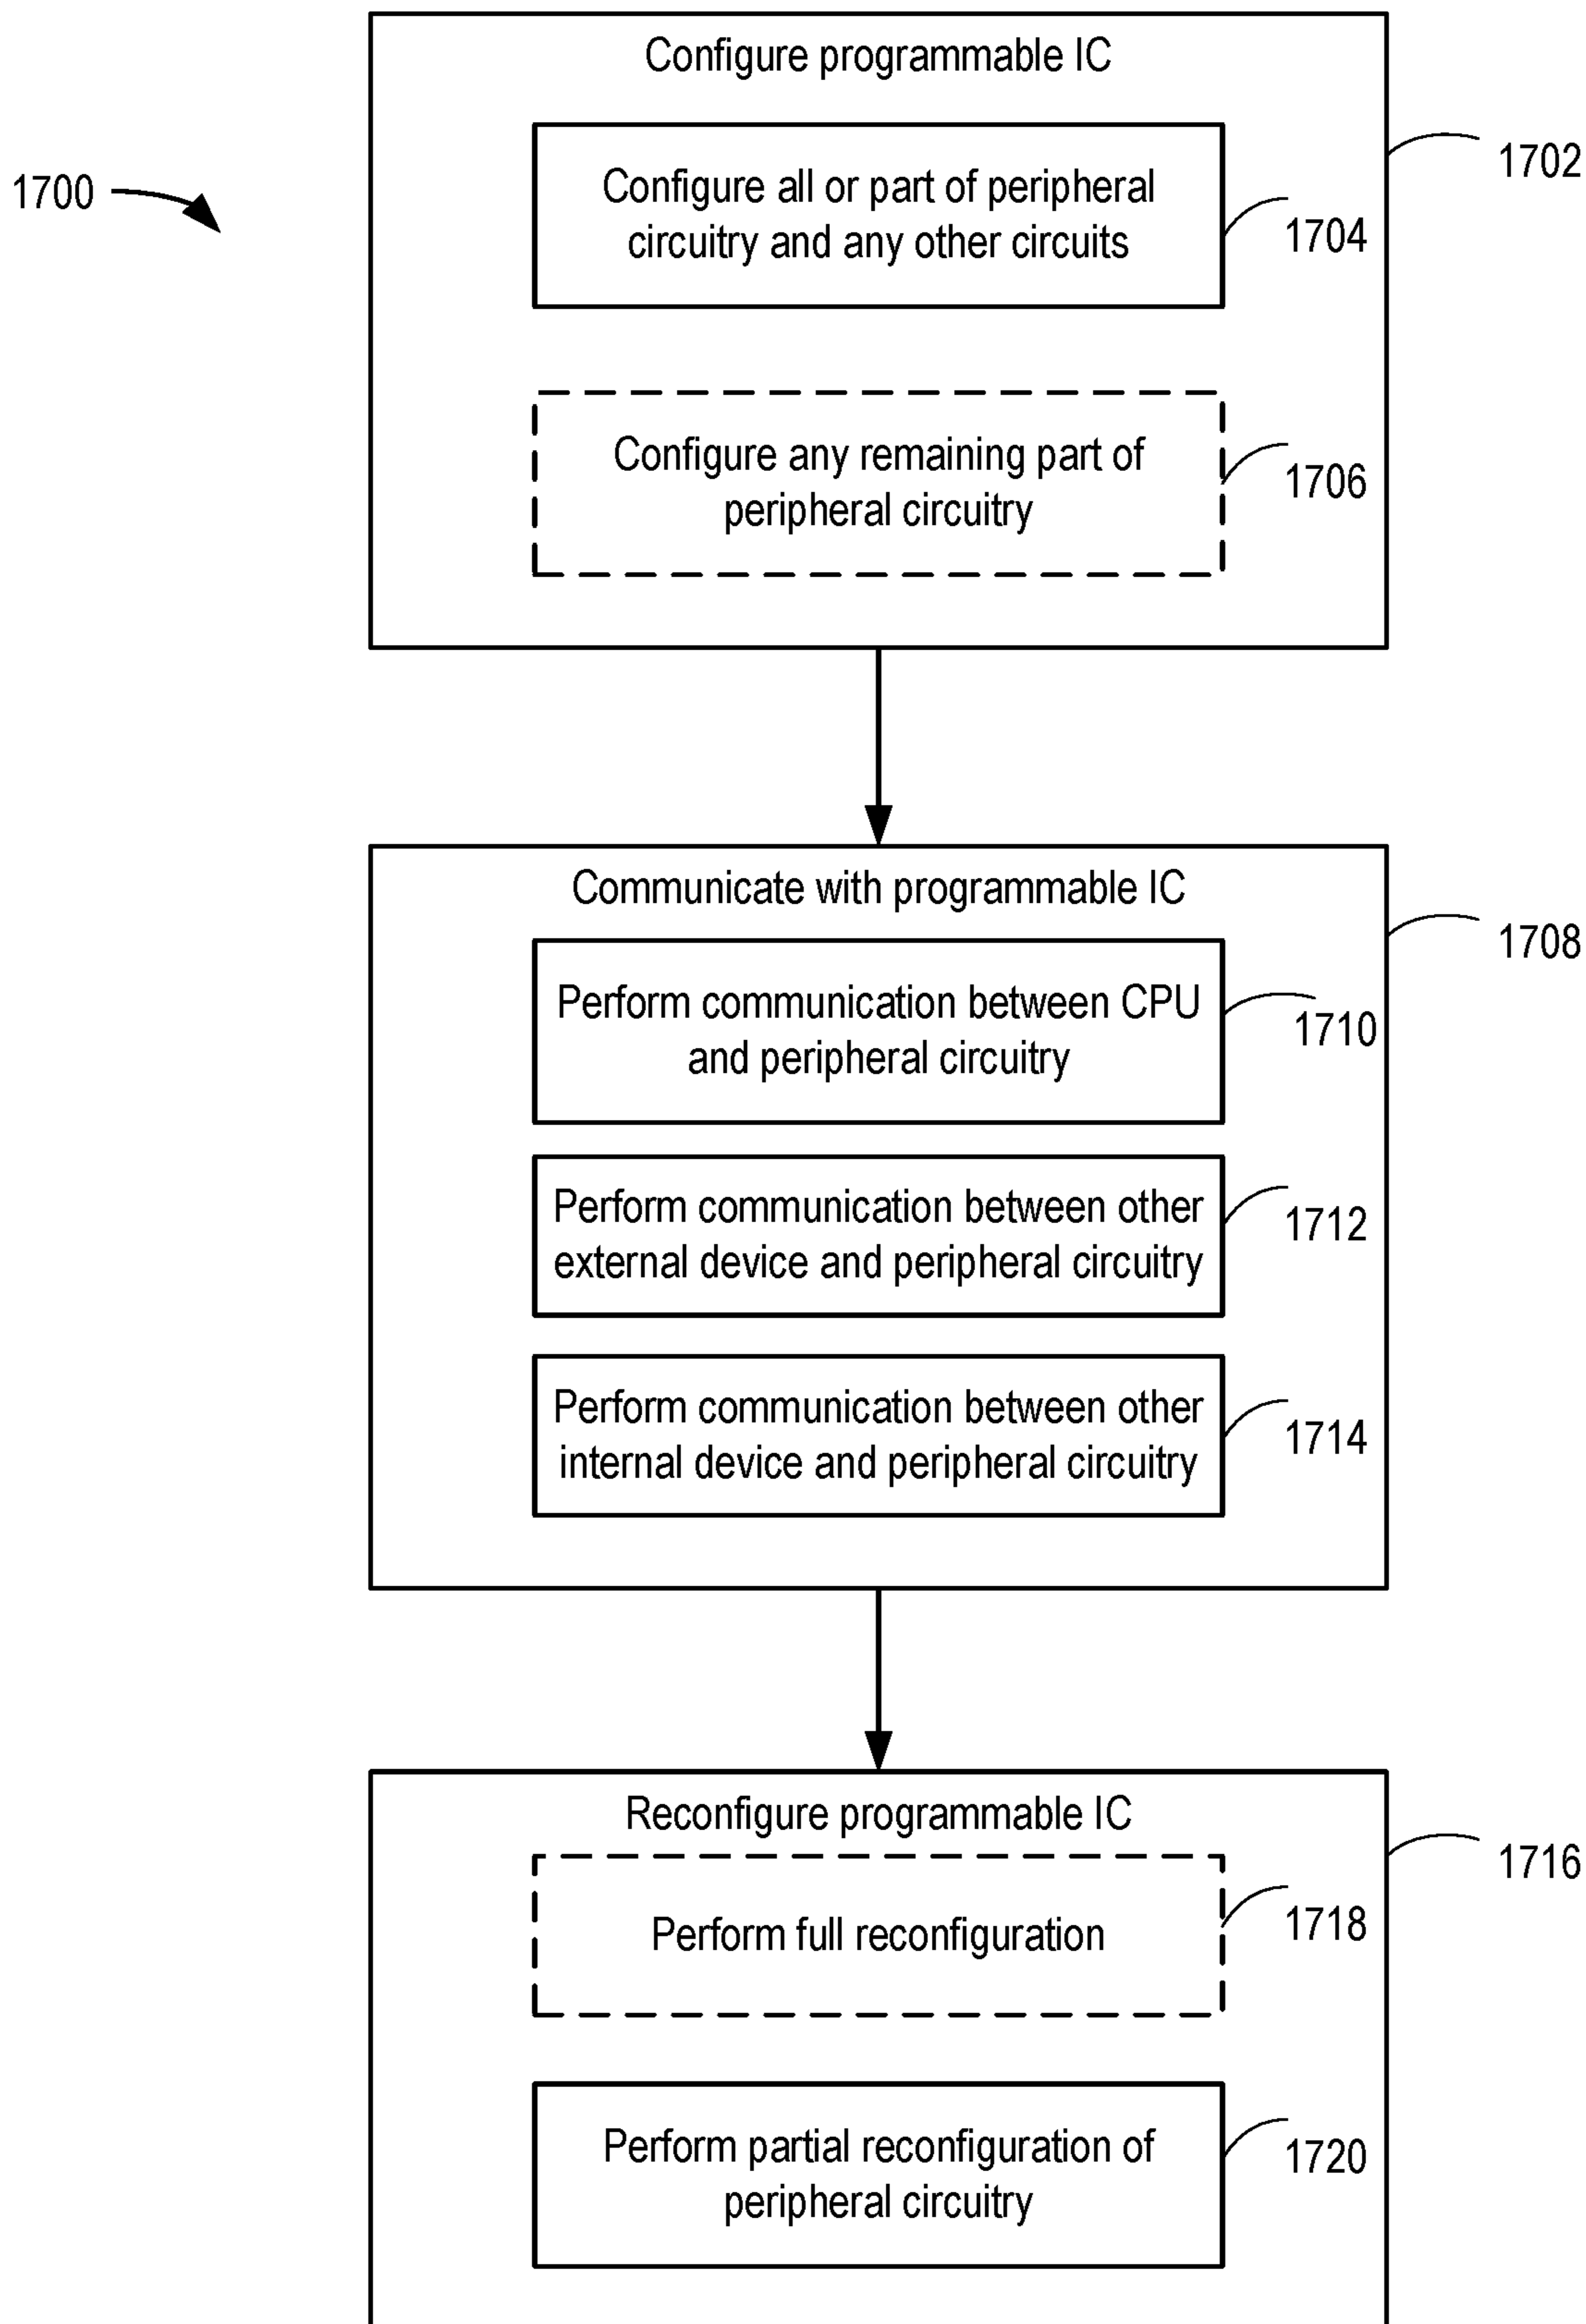 Configure programmable IC
1700
1702
Configure all or part of peripheral
circuitry and any other circuits
1704
Configure any remaining part of
peripheral circuitry
1706
Communicate with programmable IC
1708
Perform communication between CPU
and peripheral circuitry
1710
Perform communication between other
external device and peripheral circuitry
1712
Perform communication between other
internal device and peripheral circuitry
1714
Reconfigure programmable IC
1716
Perform full reconfiguration
1718
Perform partial reconfiguration of
peripheral circuitry
1720